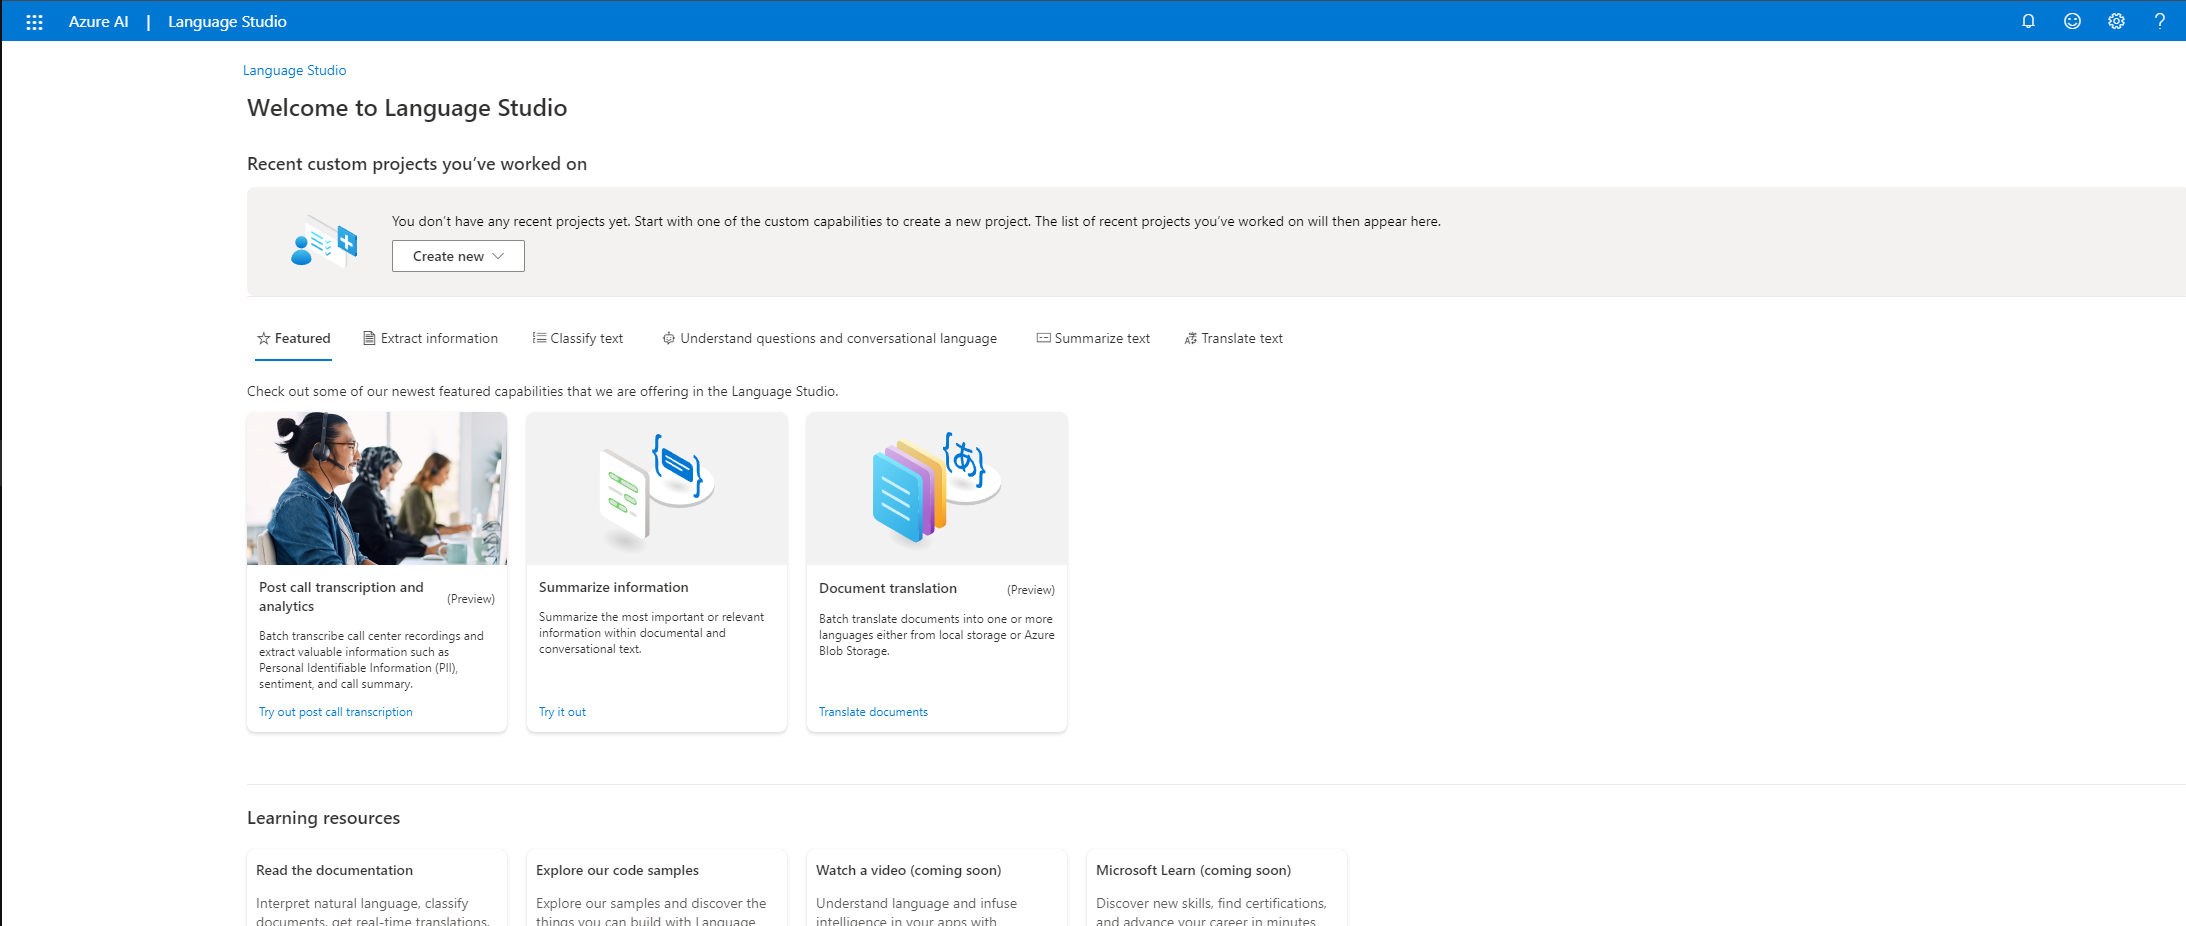 Azure AI | Language Studio
Language Studio
Welcome to Language Studio
Recent custom projects you’ve worked on
You don’t have any recent projects yet. Start with one of the custom capabilities to create a new project. The list of recent projects you’ve worked on will then appear here.
Create new
Featured
Extract information
Classify text
Understand questions and conversational language
Summarize text
Translate text
Check out some of our newest featured capabilities that we are offering in the Language Studio.
Post call transcription and
analytics
(Preview)
Batch transcribe call center recordings and
extract valuable information such as
Personal Identifiable Information (PII),
sentiment, and call summary.
Try out post call transcription
Summarize information
Summarize the most important or relevant
information within documental and
conversational text.
Try it out
Document translation
(Preview)
Batch translate documents into one or more
languages either from local storage or Azure
Blob Storage.
Translate documents
Learning resources
Read the documentation
Interpret natural language, classify
documents, get real-time translations,
Explore our code samples
Explore our samples and discover the
things you can build with Language
Watch a video (coming soon)
Understand language and infuse
intelligence in your apps with
Microsoft Learn (coming soon)
Discover new skills, find certifications,
and advance your career in minutes